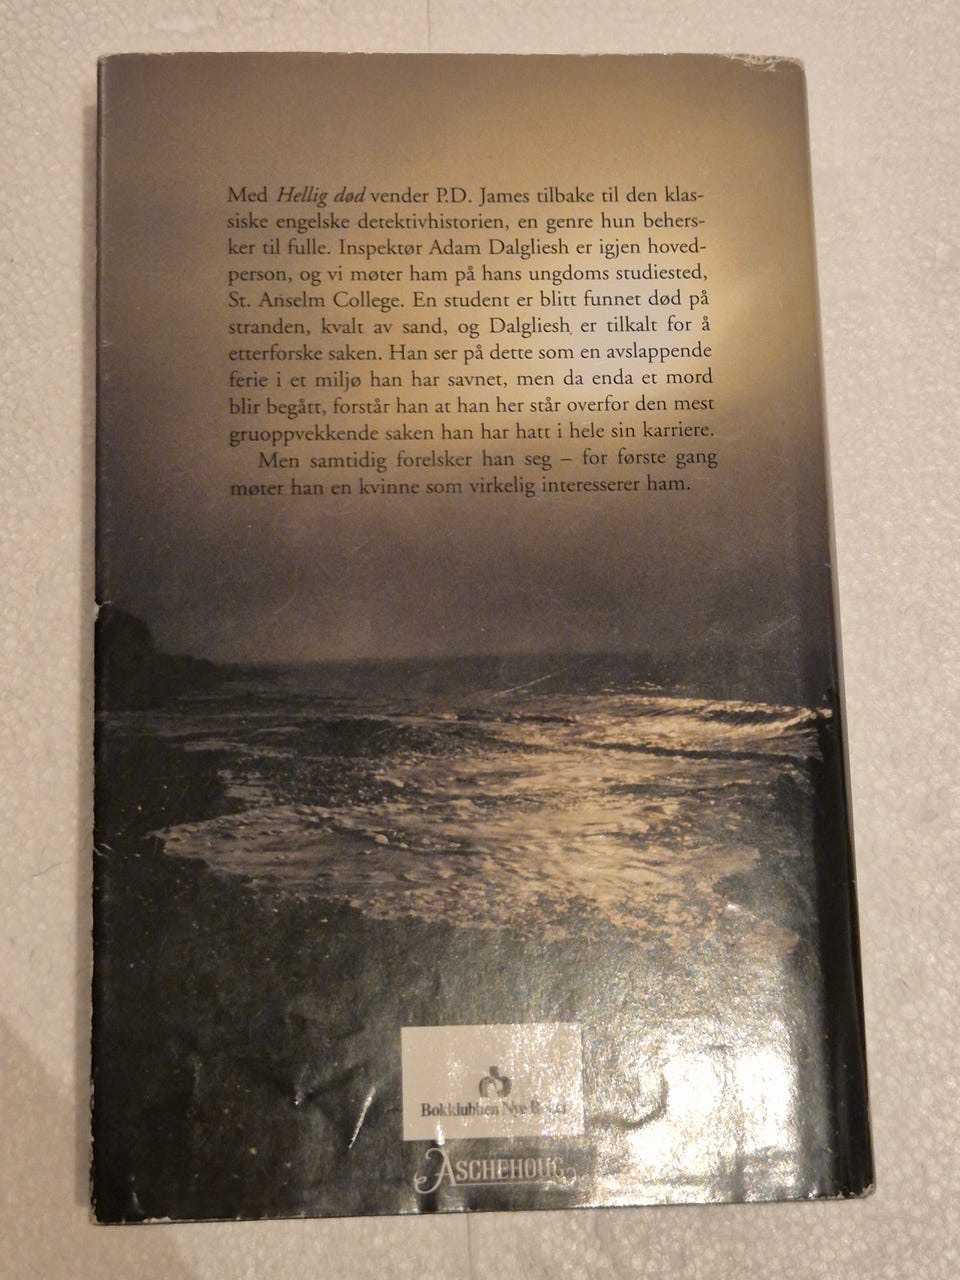 Med Hellig død vender P.D. James tilbake til den klas-
siske engelske detektivhistorien, en genre hun behers-
ker til fulle. Inspektør Adam Dalgliesh er igjen hoved-
person, og vi møter ham på hans ungdoms studiested,
St. Anselm College. En student er blitt funnet død på
stranden, kvalt av sand, og Dalgliesh er tilkalt for å
etterforske saken. Han ser på dette som en avslappende
ferie i et miljø han har savnet, men da enda et mord
blir begått, forstår han at han her står overfor den mest
gruoppvekkende saken han har hatt i hele sin karriere.
Men samtidig forelsker han seg – for første gang
møter han en kvinne som virkelig interesserer ham.
Bokklubben Nye Bøker
ASCHEHOUG